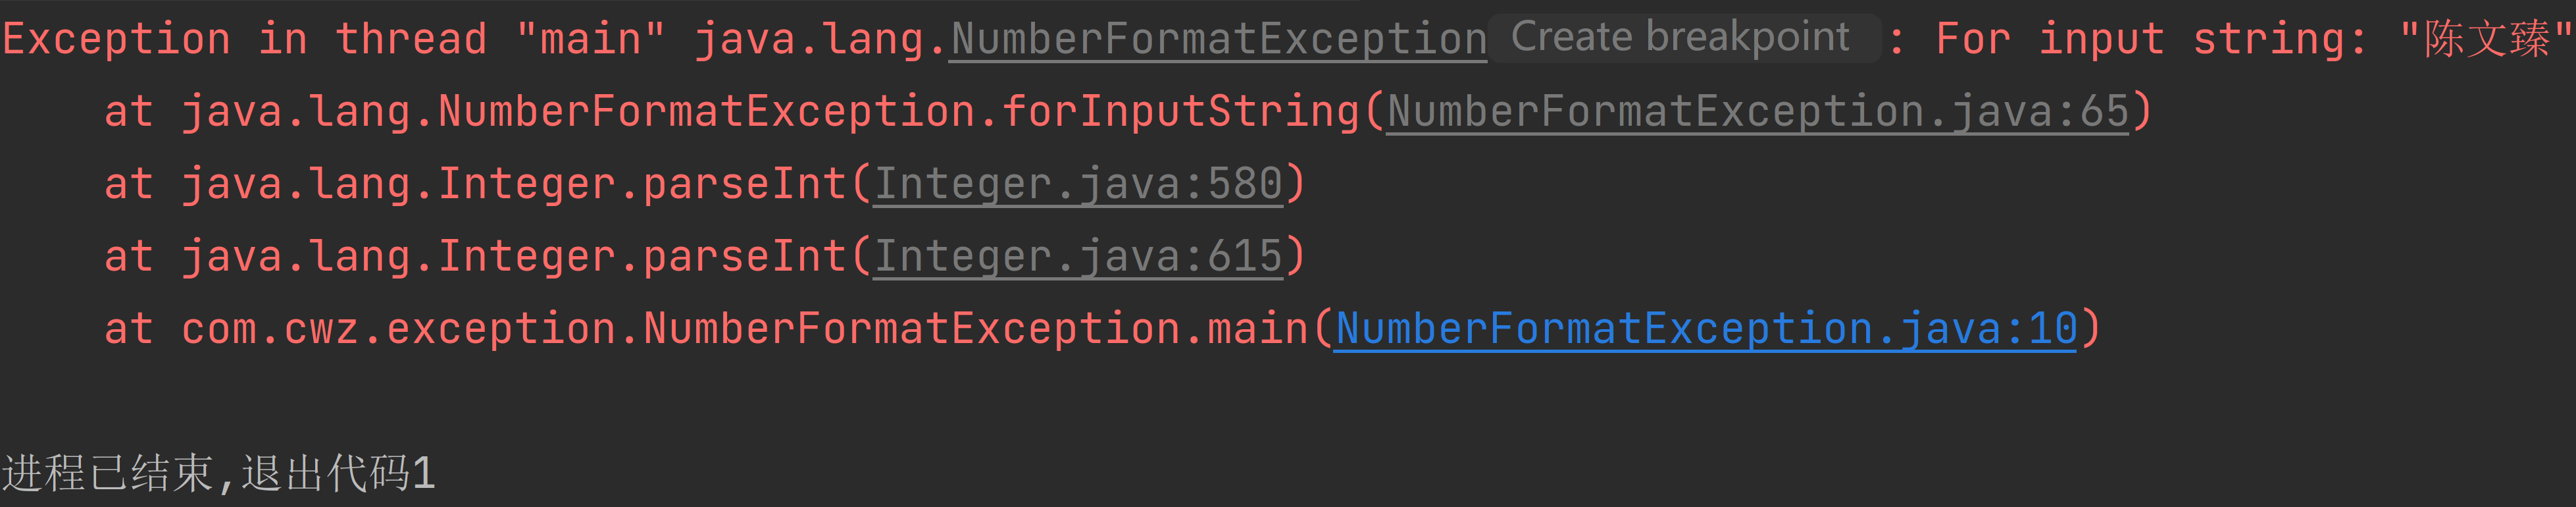 Exception in thread "main" java.lang.NumberFormatException Create breakpoint : For input string: "陈文臻"
at java.lang.NumberFormatException.forInputString(NumberFormatException.java:65)
at java.lang.Integer.parseInt(Integer.java:580)
at java.lang.Integer.parseInt(Integer.java:615)
at com.cwz.exception.NumberFormatException.main(NumberFormatException.java:10)
进程已结束,退出代码1